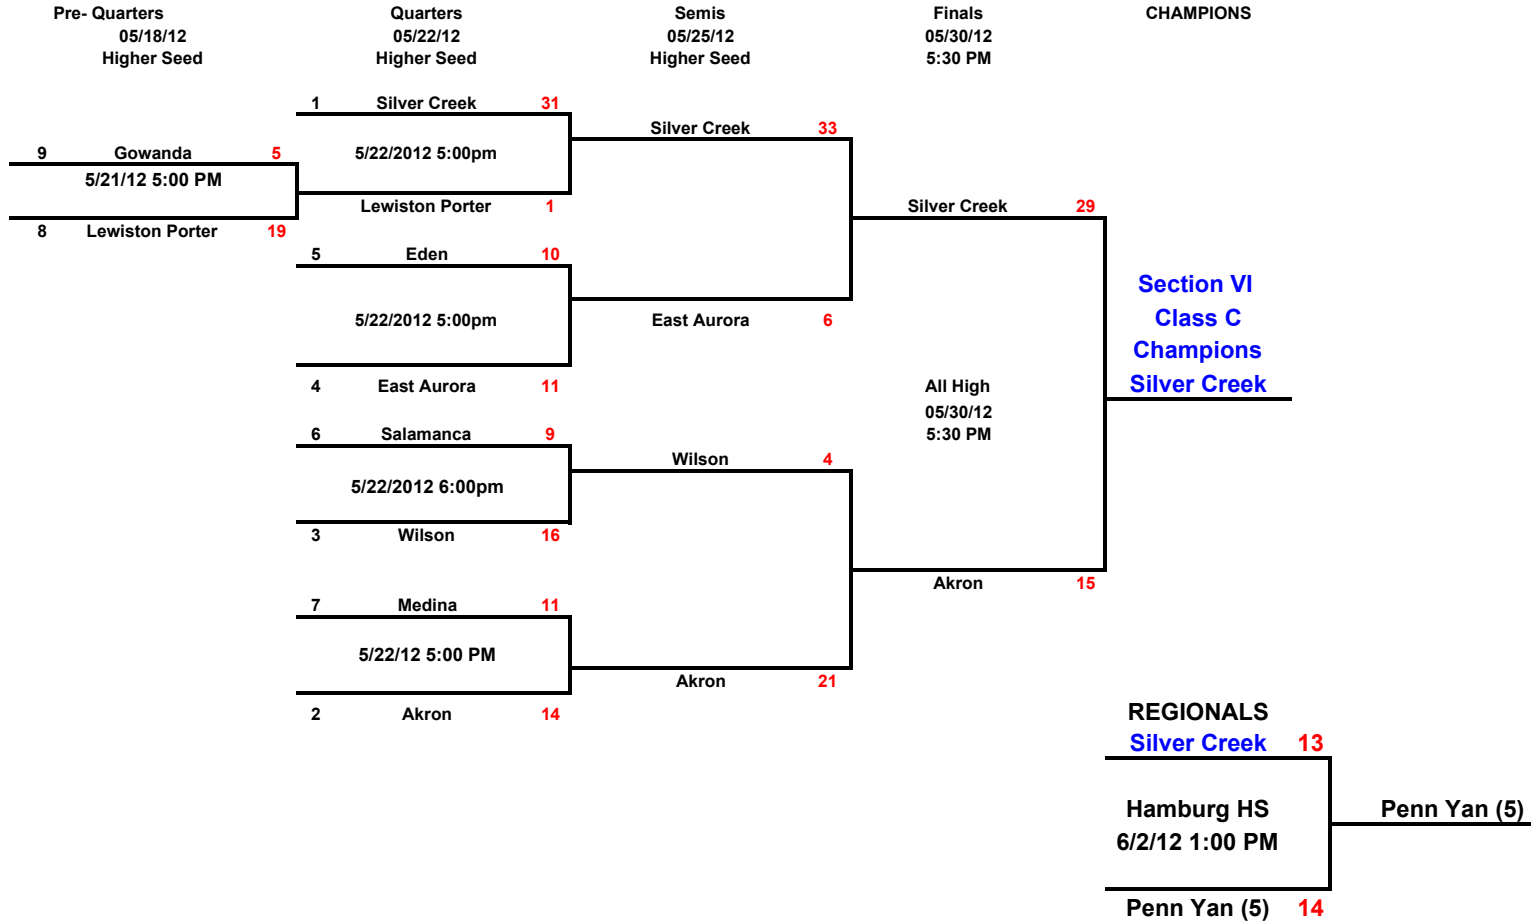 Pre- Quarters Quarters Semis Finals CHAMPIONS
05/18/12 05/22/12 05/25/12 05/30/12
Higher Seed Higher Seed Higher Seed 5:30 PM
1 Silver Creek 31
Silver Creek 33
9 Gowanda 5
5/22/2012 5:00pm
5/21/12 5:00 PM
Lewiston Porter 1
Silver Creek 29
8 Lewiston Porter 19
5 Eden 10
Section VI
Class C
Champions
Silver Creek
5/22/2012 5:00pm
East Aurora 6
4 East Aurora 11
All High
05/30/12
5:30 PM
6 Salamanca 9
Wilson 4
5/22/2012 6:00pm
3 Wilson 16
Akron 15
7 Medina 11
5/22/12 5:00 PM
Akron 21
2 Akron 14
REGIONALS
Silver Creek 13
Hamburg HS
6/2/12 1:00 PM
Penn Yan (5)
Penn Yan (5) 14